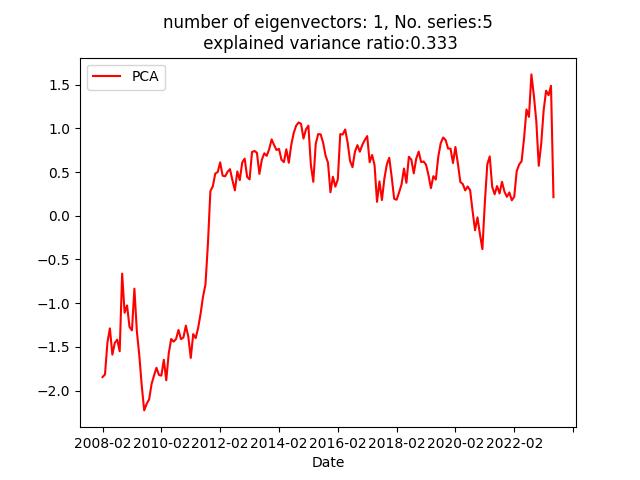 number of eigenvectors: 1, No. series:5
explained variance ratio:0.333
PCA
1.5
1.0
0.5
0.0
−0.5
−1.0
−1.5
−2.0
2008-02 2010-02 2012-02 2014-02 2016-02 2018-02 2020-02 2022-02
Date